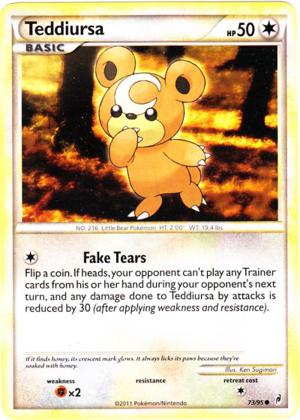 Teddiursa
HP 50
BASIC
NO. 216 Little Bear Pokémon HT. 2'00" WT. 19.4 lbs.
Fake Tears
Flip a coin. If heads, your opponent can't play any Trainer
cards from his or her hand during your opponent's
next turn, and any damage done to Teddiursa by attacks
is reduced by 30 (after applying weakness and resistance).
Illus. Ken Sugimori
If it finds honey, its crescent mark glows. It always licks its paws because they're
soaked with honey.
weakness
resistance
retreat cost
×2
©2011 Pokémon/Nintendo
73/95